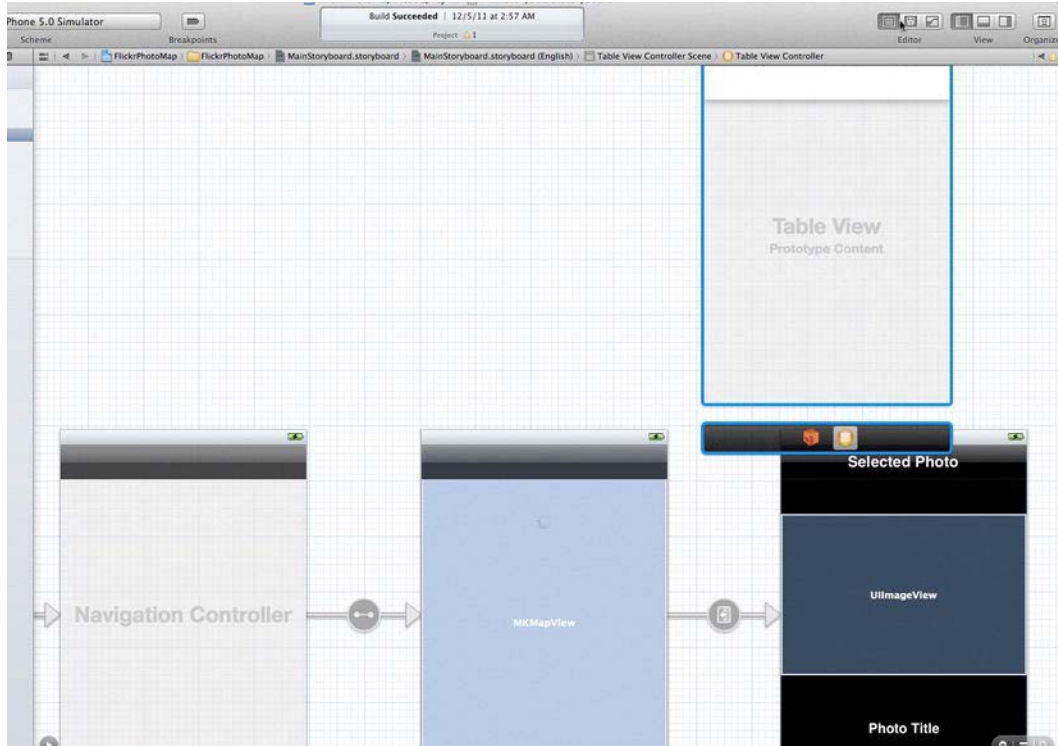 Build Succeeded | 12/5/11 at 2:57 AM
Project 1
Phone 5.0 Simulator
Scheme
Breakpoints
Editor
View
Organize
FlickrPhotoMap
FlickrPhotoMap
MainStoryboard.storyboard
MainStoryboard.storyboard (English)
Table View Controller Scene
Table View Controller
Table View
Prototype Content
Selected Photo
UIImageView
Navigation Controller
MKMapView
Photo Title